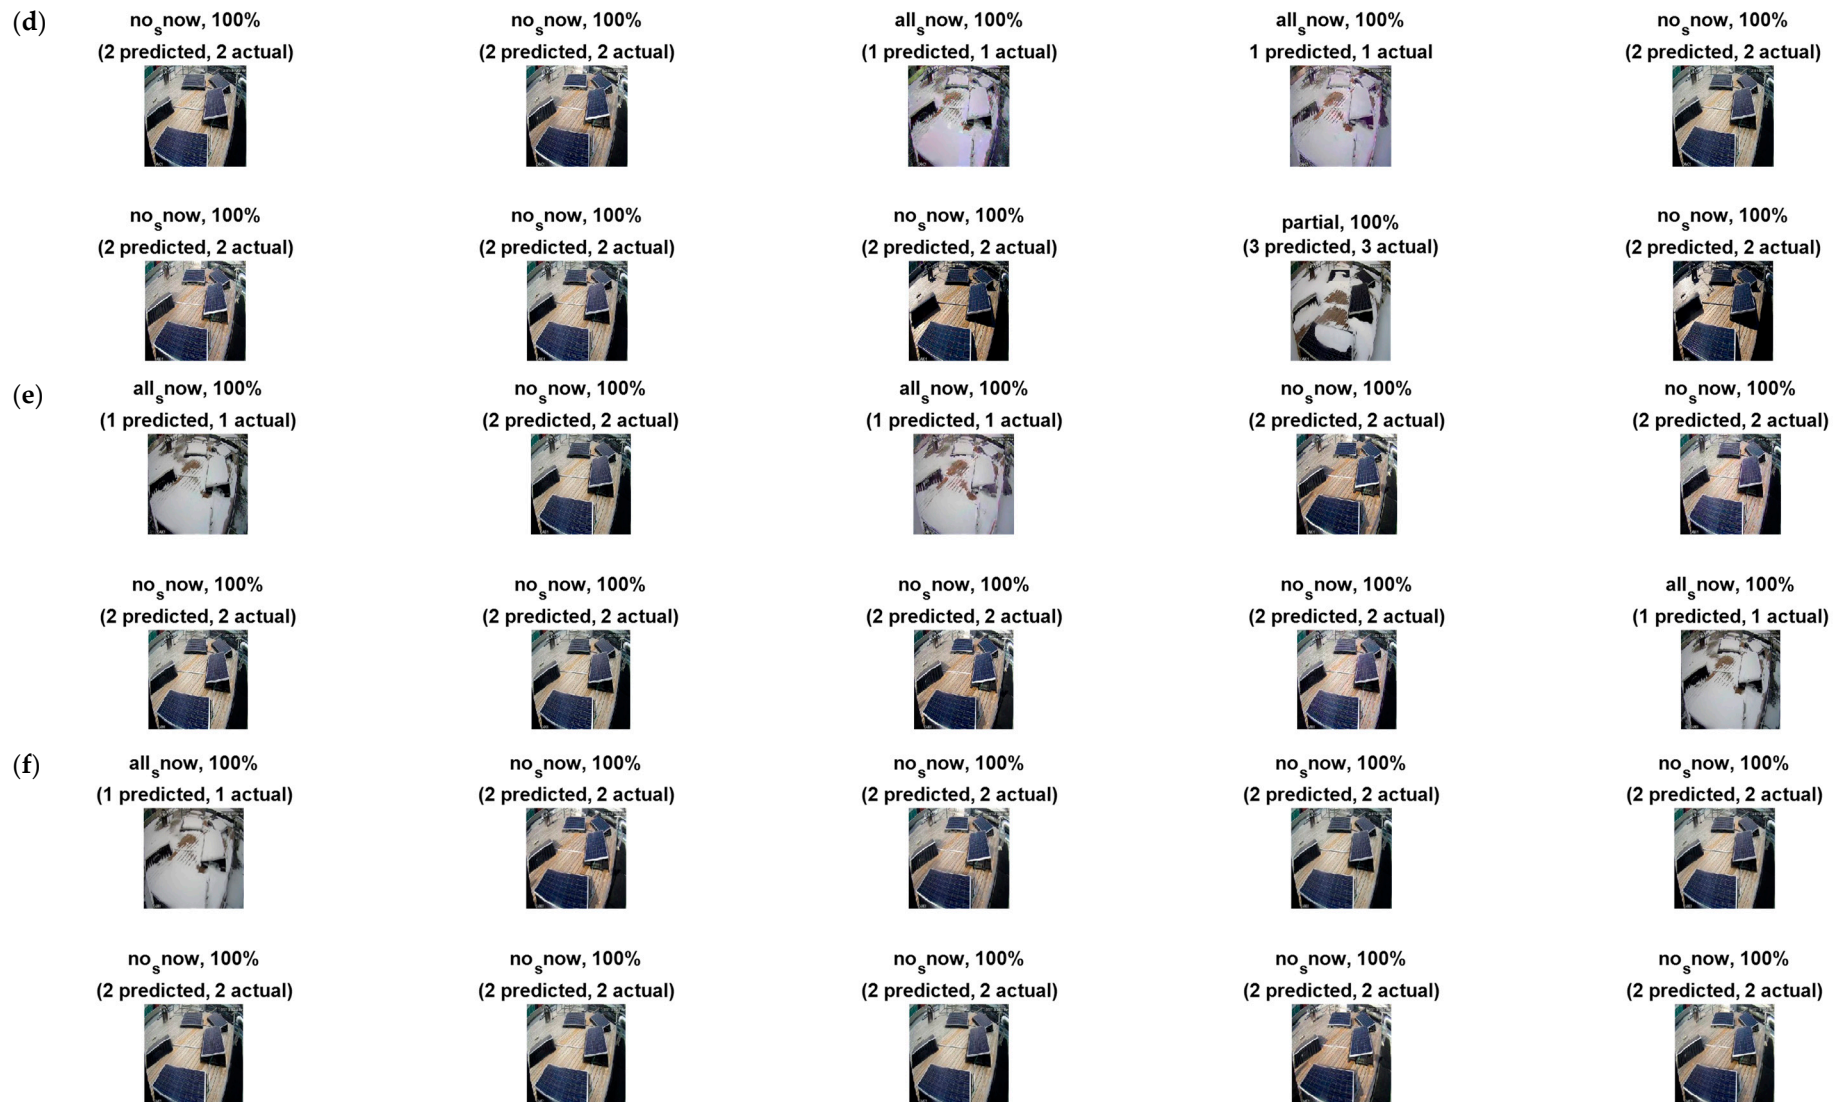 (d)
no_snow, 100% no_snow, 100% all_snow, 100% all_snow, 100% no_snow, 100%
(2 predicted, 2 actual) (2 predicted, 2 actual) (1 predicted, 1 actual) 1 predicted, 1 actual (2 predicted, 2 actual)
no_snow, 100% no_snow, 100% no_snow, 100% partial, 100% no_snow, 100%
(2 predicted, 2 actual) (2 predicted, 2 actual) (2 predicted, 2 actual) (3 predicted, 3 actual) (2 predicted, 2 actual)
(e)
all_snow, 100% no_snow, 100% all_snow, 100% no_snow, 100% no_snow, 100%
(1 predicted, 1 actual) (2 predicted, 2 actual) (1 predicted, 1 actual) (2 predicted, 2 actual) (2 predicted, 2 actual)
no_snow, 100% no_snow, 100% no_snow, 100% no_snow, 100% all_snow, 100%
(2 predicted, 2 actual) (2 predicted, 2 actual) (2 predicted, 2 actual) (2 predicted, 2 actual) (1 predicted, 1 actual)
(f)
all_snow, 100% no_snow, 100% no_snow, 100% no_snow, 100% no_snow, 100%
(1 predicted, 1 actual) (2 predicted, 2 actual) (2 predicted, 2 actual) (2 predicted, 2 actual) (2 predicted, 2 actual)
no_snow, 100% no_snow, 100% no_snow, 100% no_snow, 100% no_snow, 100%
(2 predicted, 2 actual) (2 predicted, 2 actual) (2 predicted, 2 actual) (2 predicted, 2 actual) (2 predicted, 2 actual)